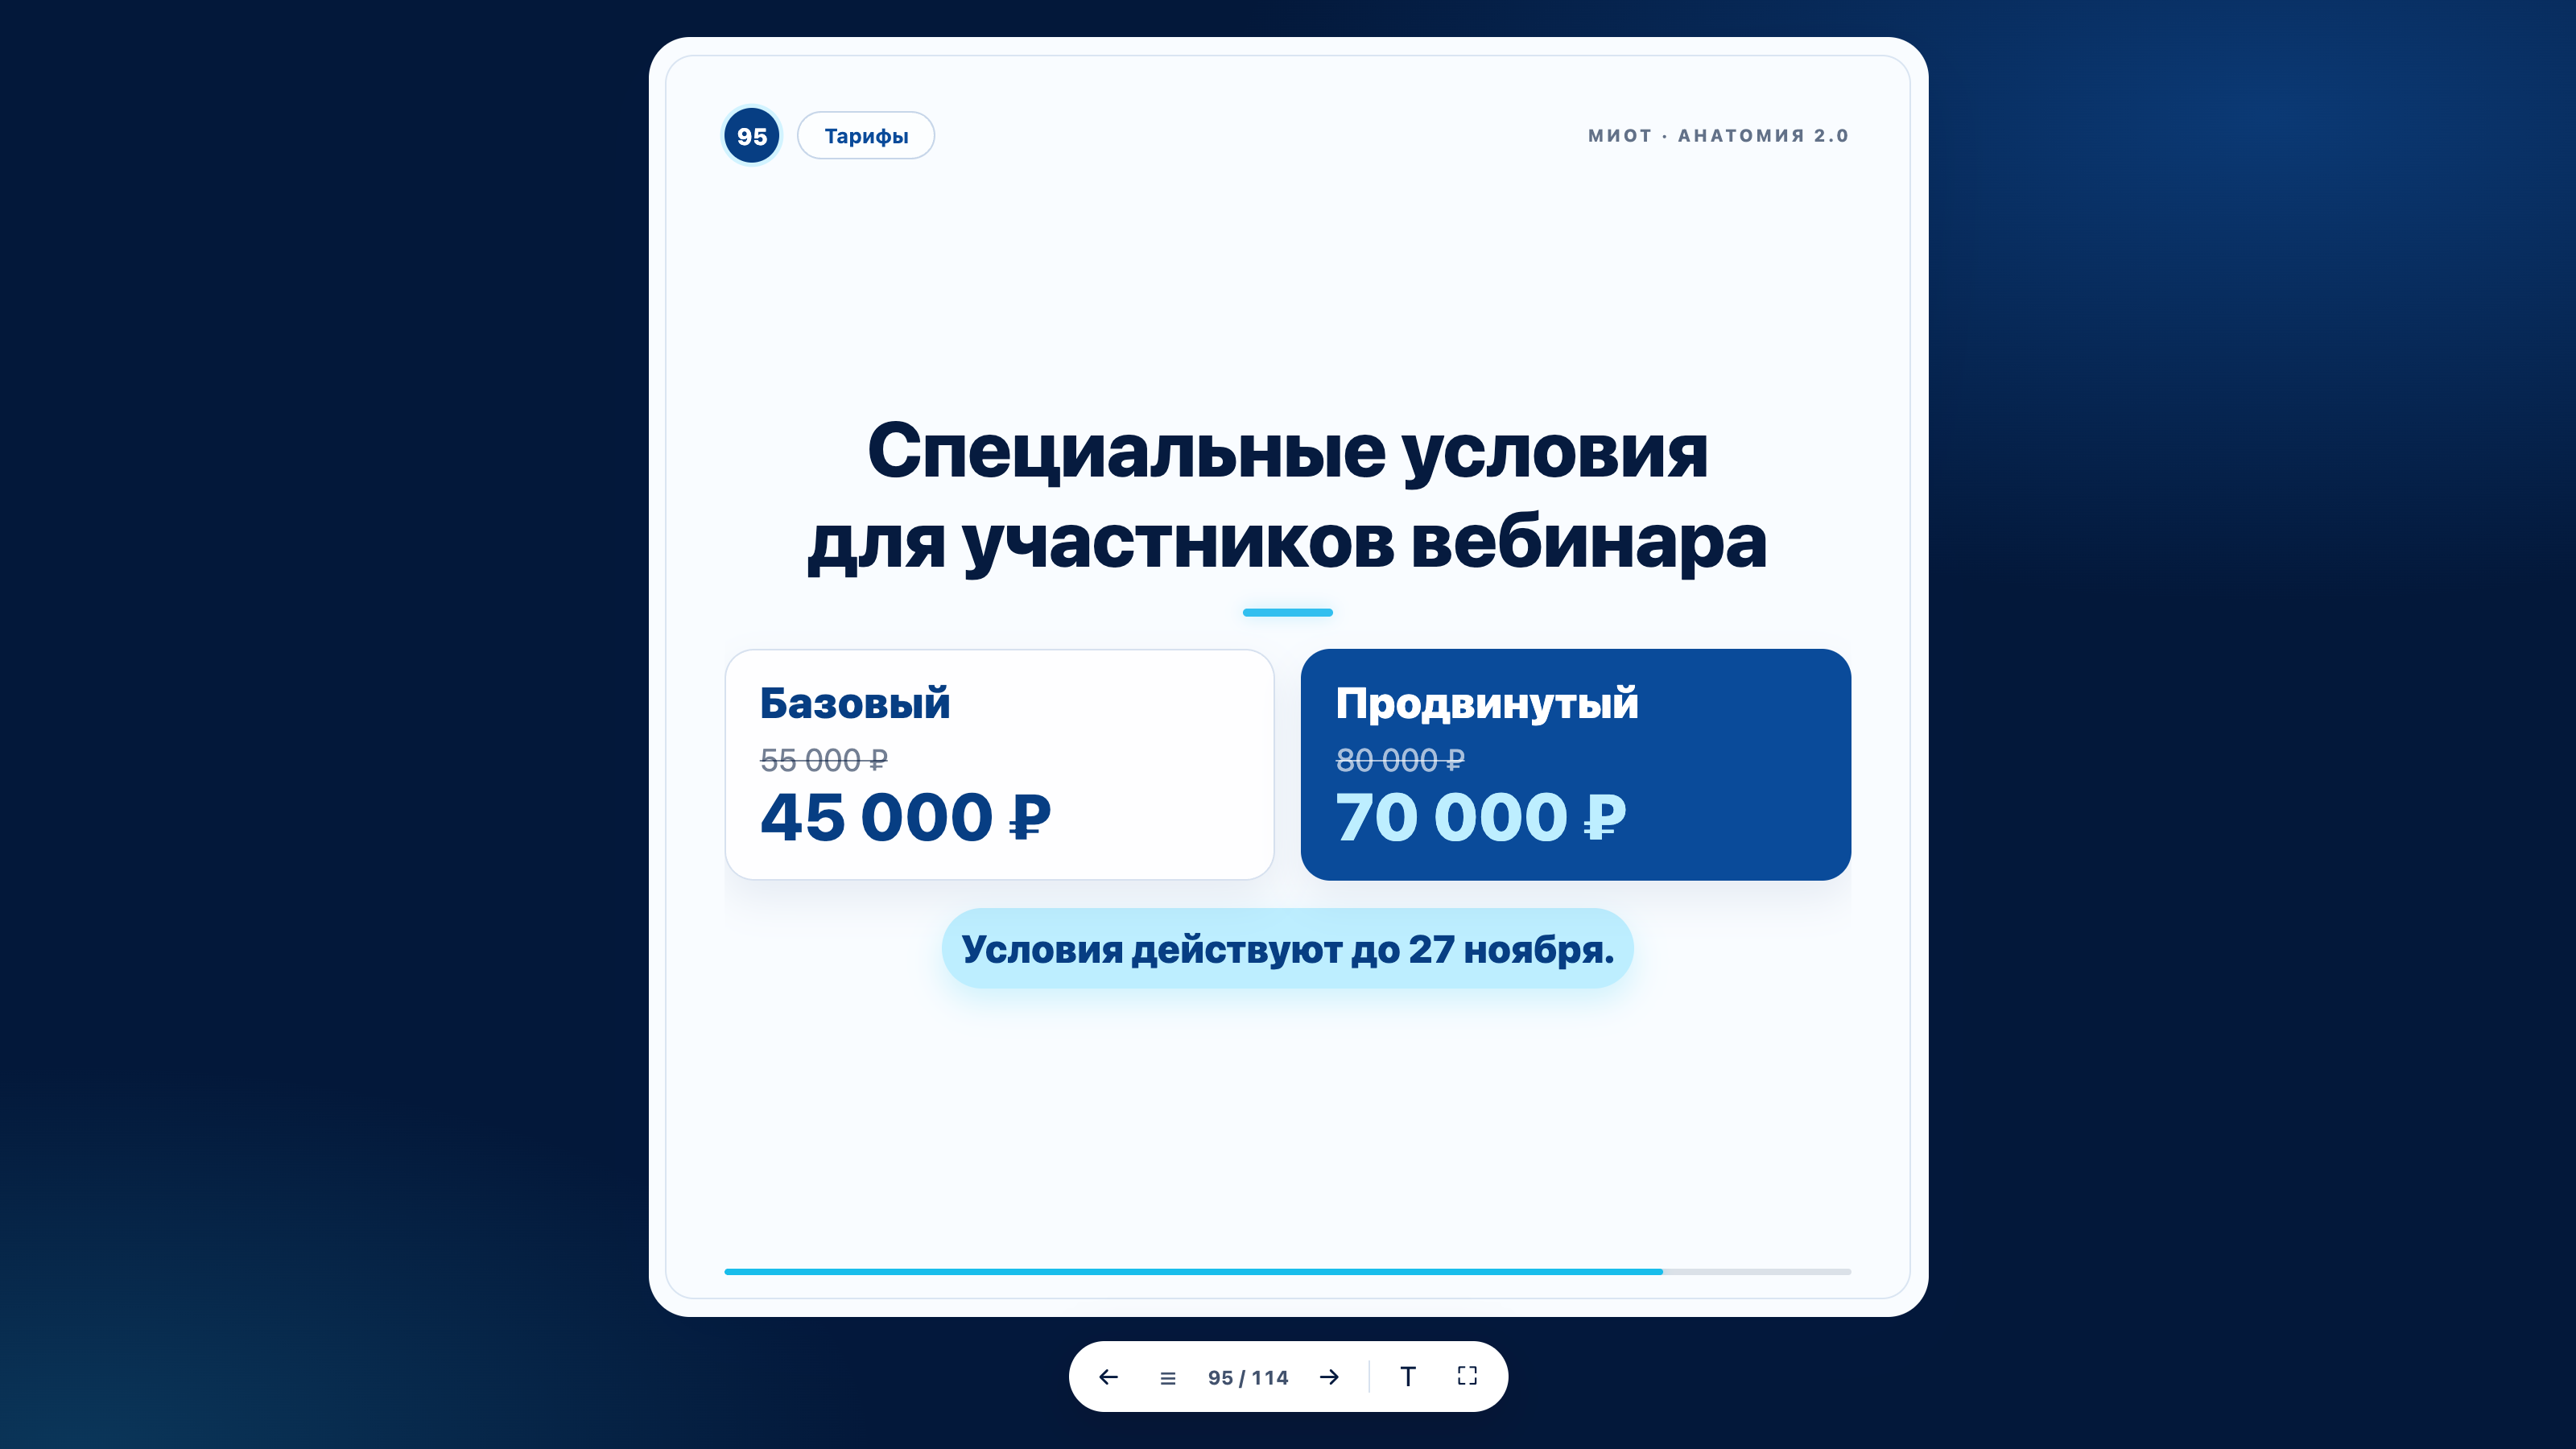 95
Тарифы
МИОТ · АНАТОМИЯ 2.0
Специальные условия
для участников вебинара
Базовый
55 000 ₽
45 000 ₽
Продвинутый
80 000 ₽
70 000 ₽
Условия действуют до 27 ноября.
95 / 114
T